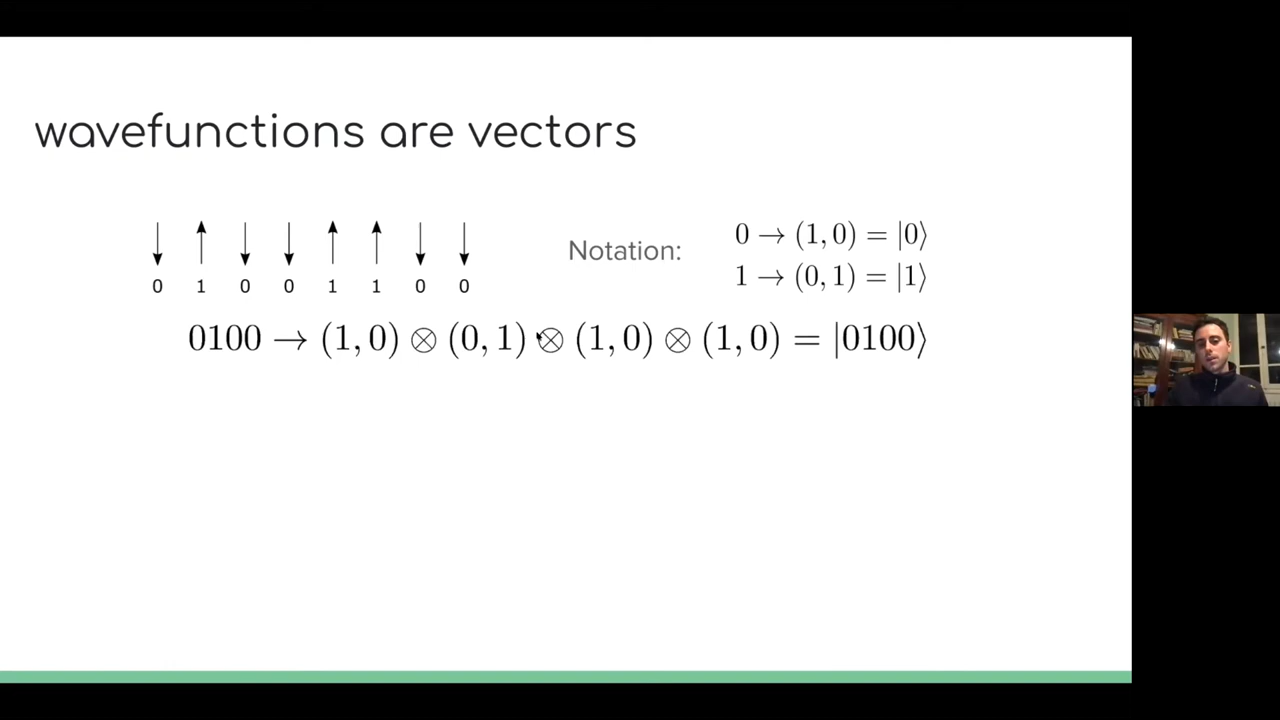 wavefunctions are vectors
0 1 0 0 1 1 0 0
Notation:
0 → (1, 0) = |0⟩
1 → (0, 1) = |1⟩
0100 → (1, 0) ⊗ (0, 1) ⊗ (1, 0) ⊗ (1, 0) = |0100⟩